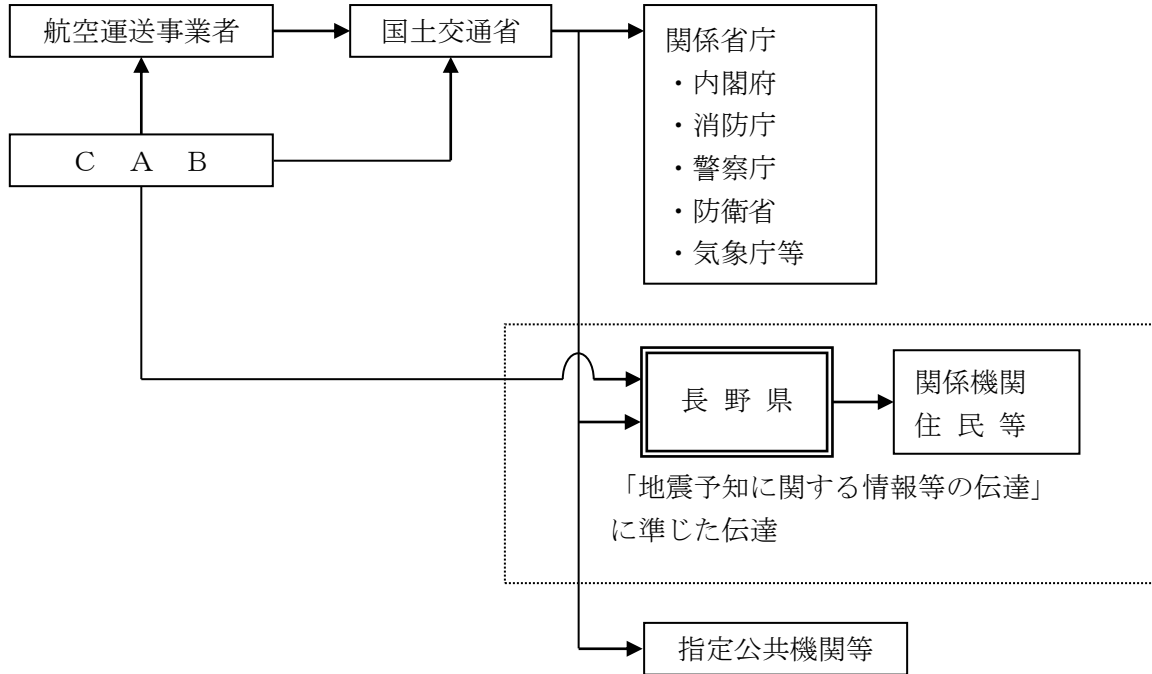 航空運送事業者
国土交通省
関係省庁
・内閣府
・消防庁
・警察庁
・防衛省
・気象庁等
Ｃ　Ａ　Ｂ
長 野 県
関係機関
住 民 等
「地震予知に関する情報等の伝達」
に準じた伝達
指定公共機関等